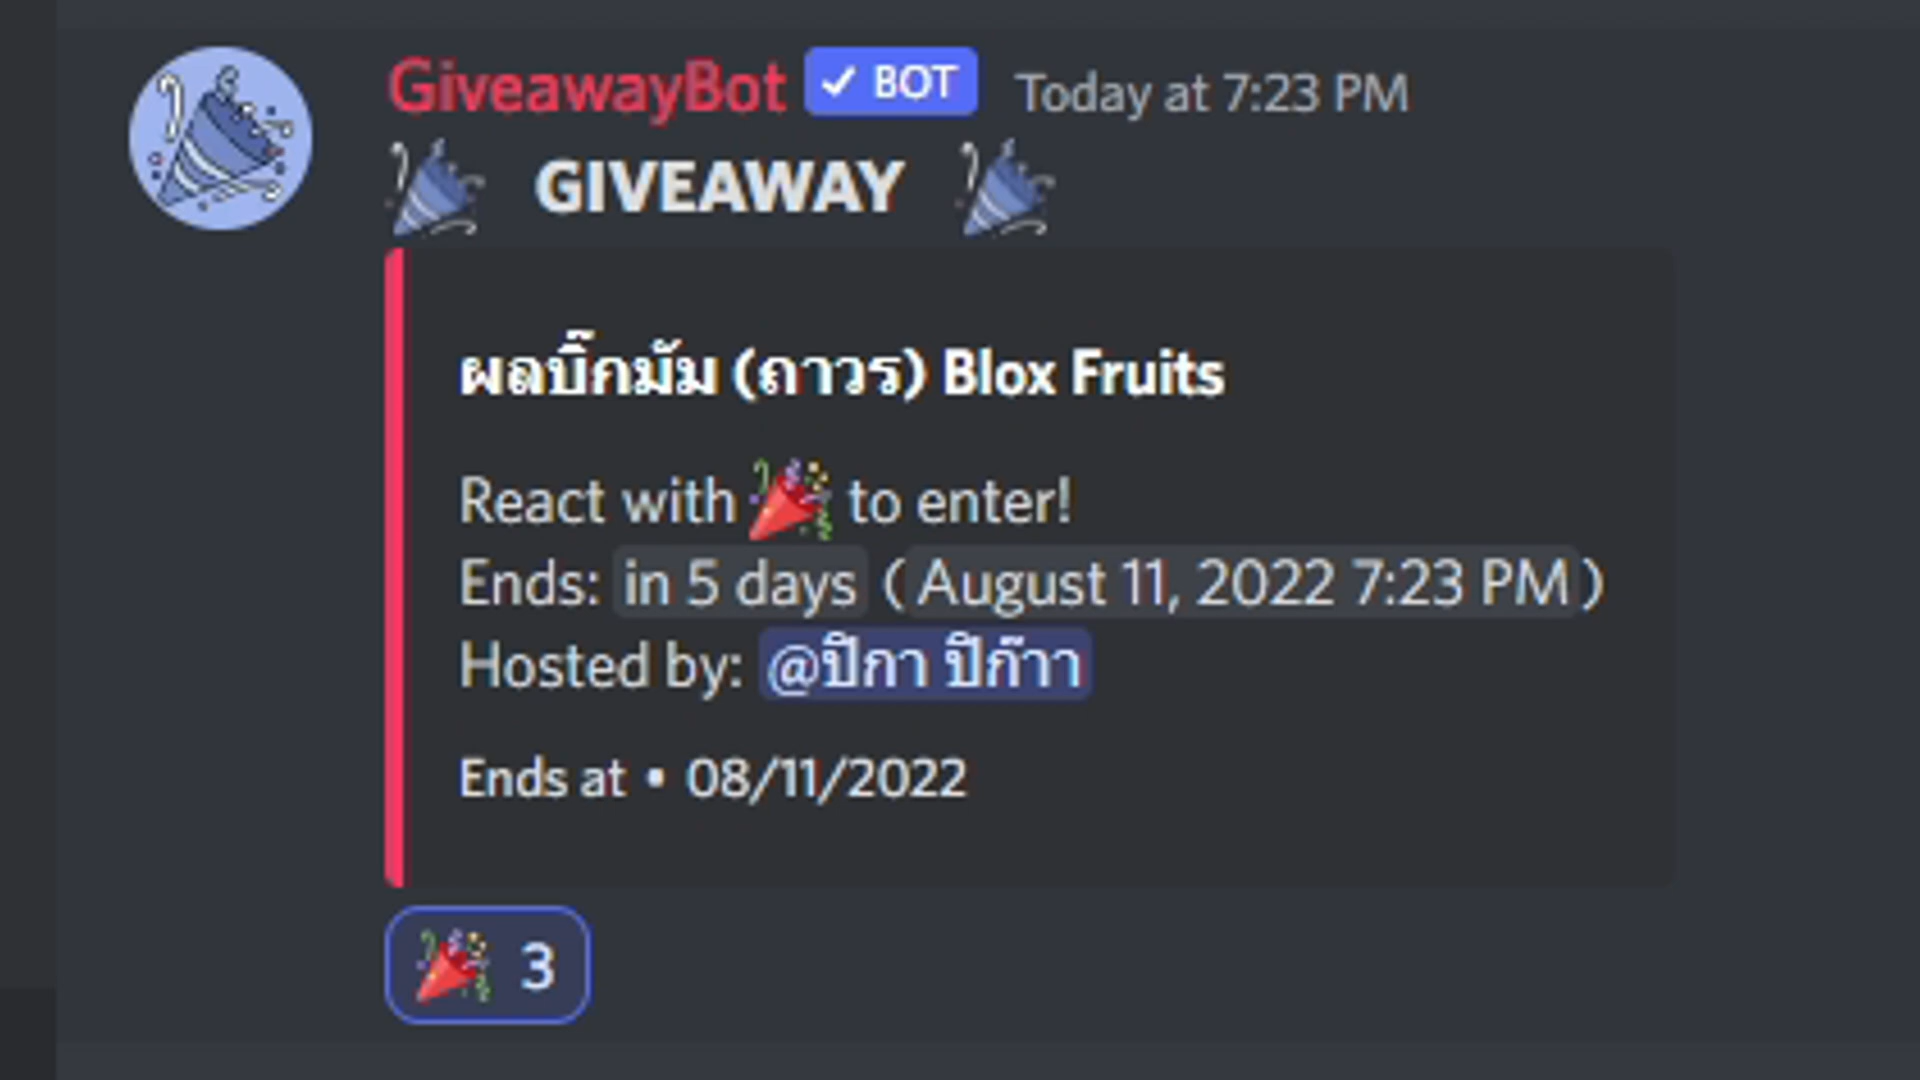 GiveawayBot ✓ BOT Today at 7:23 PM
🎉 GIVEAWAY 🎉
ผลบิ๊กมัม (ถาวร) Blox Fruits
React with 🎉 to enter!
Ends: in 5 days (August 11, 2022 7:23 PM)
Hosted by: @ปีกา ปีก๊าา
Ends at • 08/11/2022
🎉 3